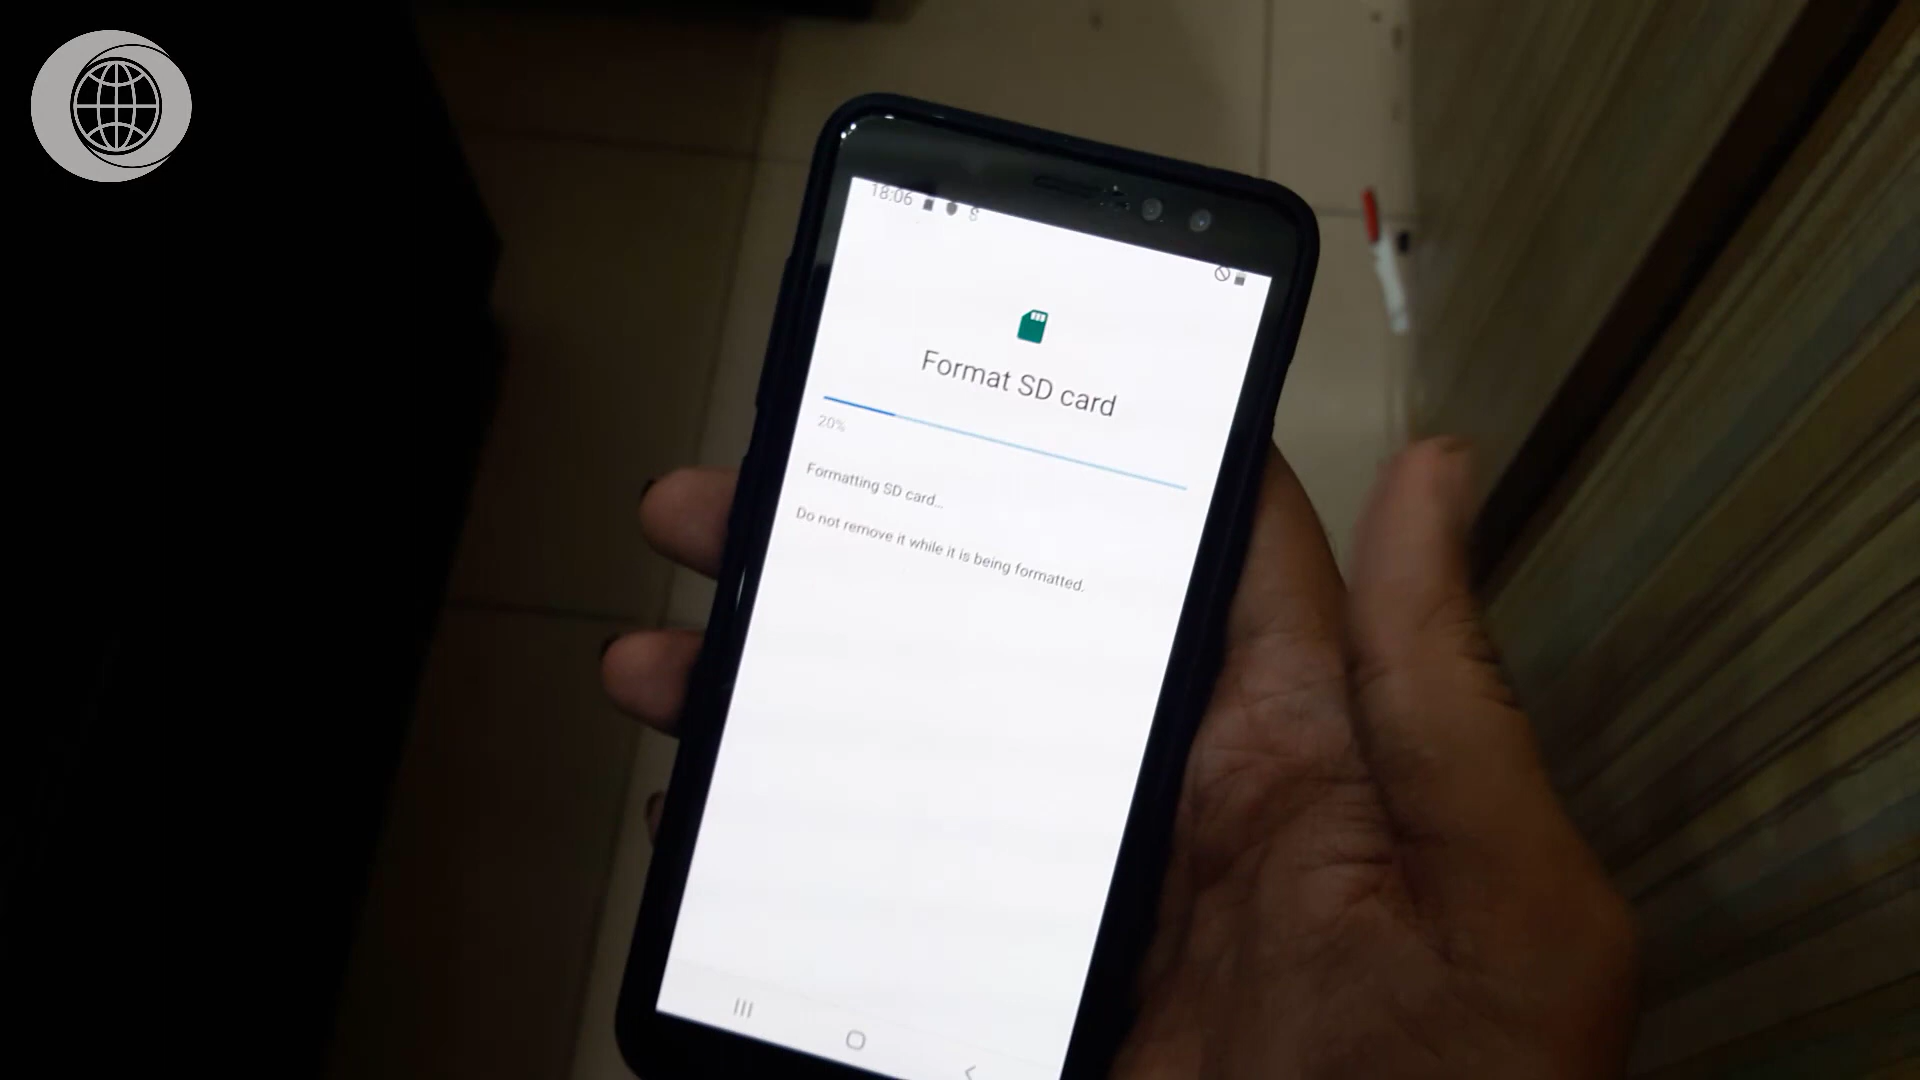 18:06
Format SD card
20%
Formatting SD card...
Do not remove it while it is being formatted.